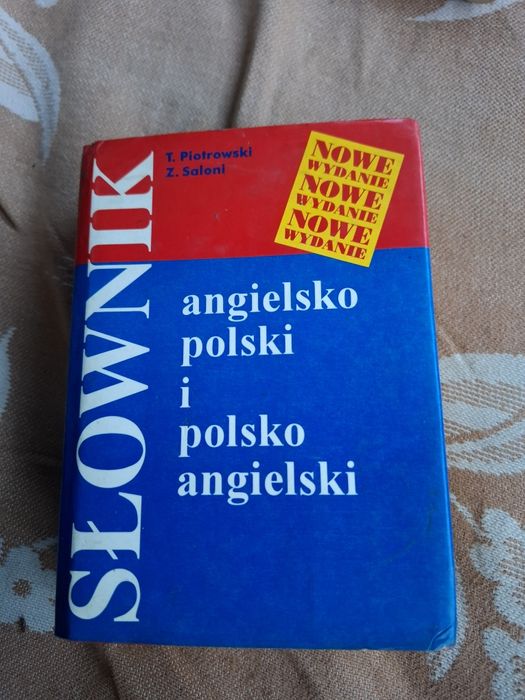 T. Piotrowski
Z. Saloni
NOWE
WYDANIE
NOWE
WYDANIE
NOWE
WYDANIE
SŁOWNIK
angielsko
polski
i
polsko
angielski